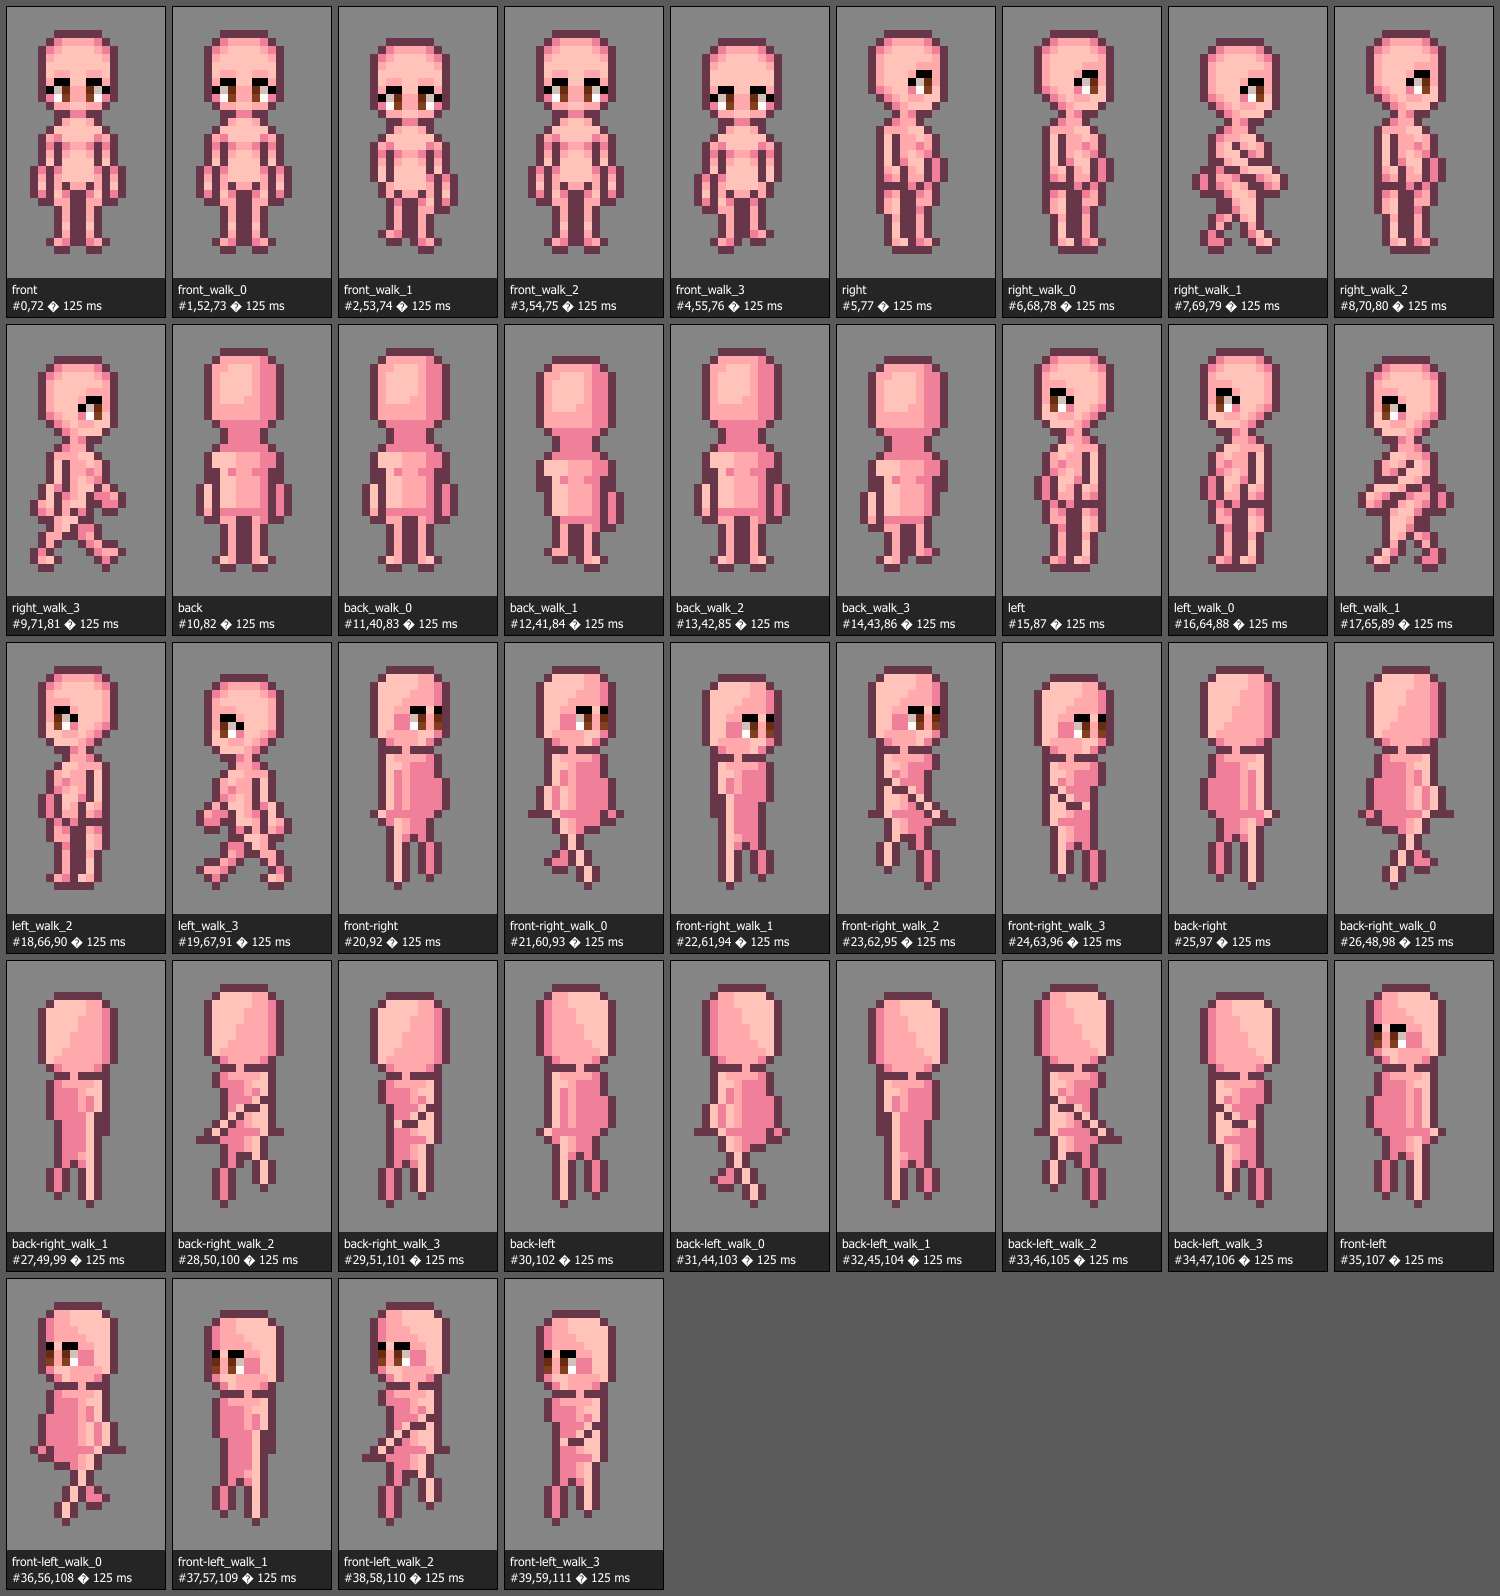 front
#0,72 � 125 ms
front_walk_0
#1,52,73 � 125 ms
front_walk_1
#2,53,74 � 125 ms
front_walk_2
#3,54,75 � 125 ms
front_walk_3
#4,55,76 � 125 ms
right
#5,77 � 125 ms
right_walk_0
#6,68,78 � 125 ms
right_walk_1
#7,69,79 � 125 ms
right_walk_2
#8,70,80 � 125 ms
right_walk_3
#9,71,81 � 125 ms
back
#10,82 � 125 ms
back_walk_0
#11,40,83 � 125 ms
back_walk_1
#12,41,84 � 125 ms
back_walk_2
#13,42,85 � 125 ms
back_walk_3
#14,43,86 � 125 ms
left
#15,87 � 125 ms
left_walk_0
#16,64,88 � 125 ms
left_walk_1
#17,65,89 � 125 ms
left_walk_2
#18,66,90 � 125 ms
left_walk_3
#19,67,91 � 125 ms
front-right
#20,92 � 125 ms
front-right_walk_0
#21,60,93 � 125 ms
front-right_walk_1
#22,61,94 � 125 ms
front-right_walk_2
#23,62,95 � 125 ms
front-right_walk_3
#24,63,96 � 125 ms
back-right
#25,97 � 125 ms
back-right_walk_0
#26,48,98 � 125 ms
back-right_walk_1
#27,49,99 � 125 ms
back-right_walk_2
#28,50,100 � 125 ms
back-right_walk_3
#29,51,101 � 125 ms
back-left
#30,102 � 125 ms
back-left_walk_0
#31,44,103 � 125 ms
back-left_walk_1
#32,45,104 � 125 ms
back-left_walk_2
#33,46,105 � 125 ms
back-left_walk_3
#34,47,106 � 125 ms
front-left
#35,107 � 125 ms
front-left_walk_0
#36,56,108 � 125 ms
front-left_walk_1
#37,57,109 � 125 ms
front-left_walk_2
#38,58,110 � 125 ms
front-left_walk_3
#39,59,111 � 125 ms